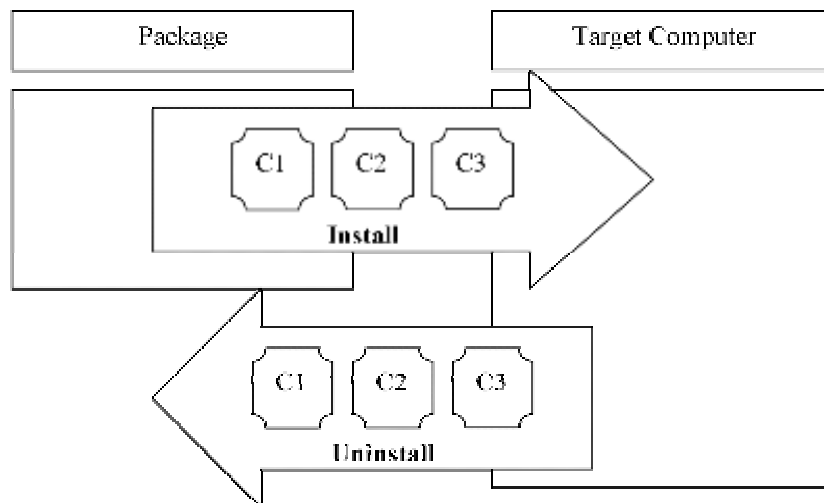 Package
Target Computer
C1 C2 C3
Install
C1 C2 C3
Uninstall